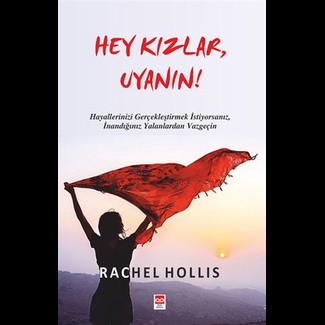 HEY KIZLAR,
UYANIN!
Hayallerinizi Gerçekleştirmek İstiyorsanız,
İnandığınız Yalanlardan Vazgeçin
RACHEL HOLLIS